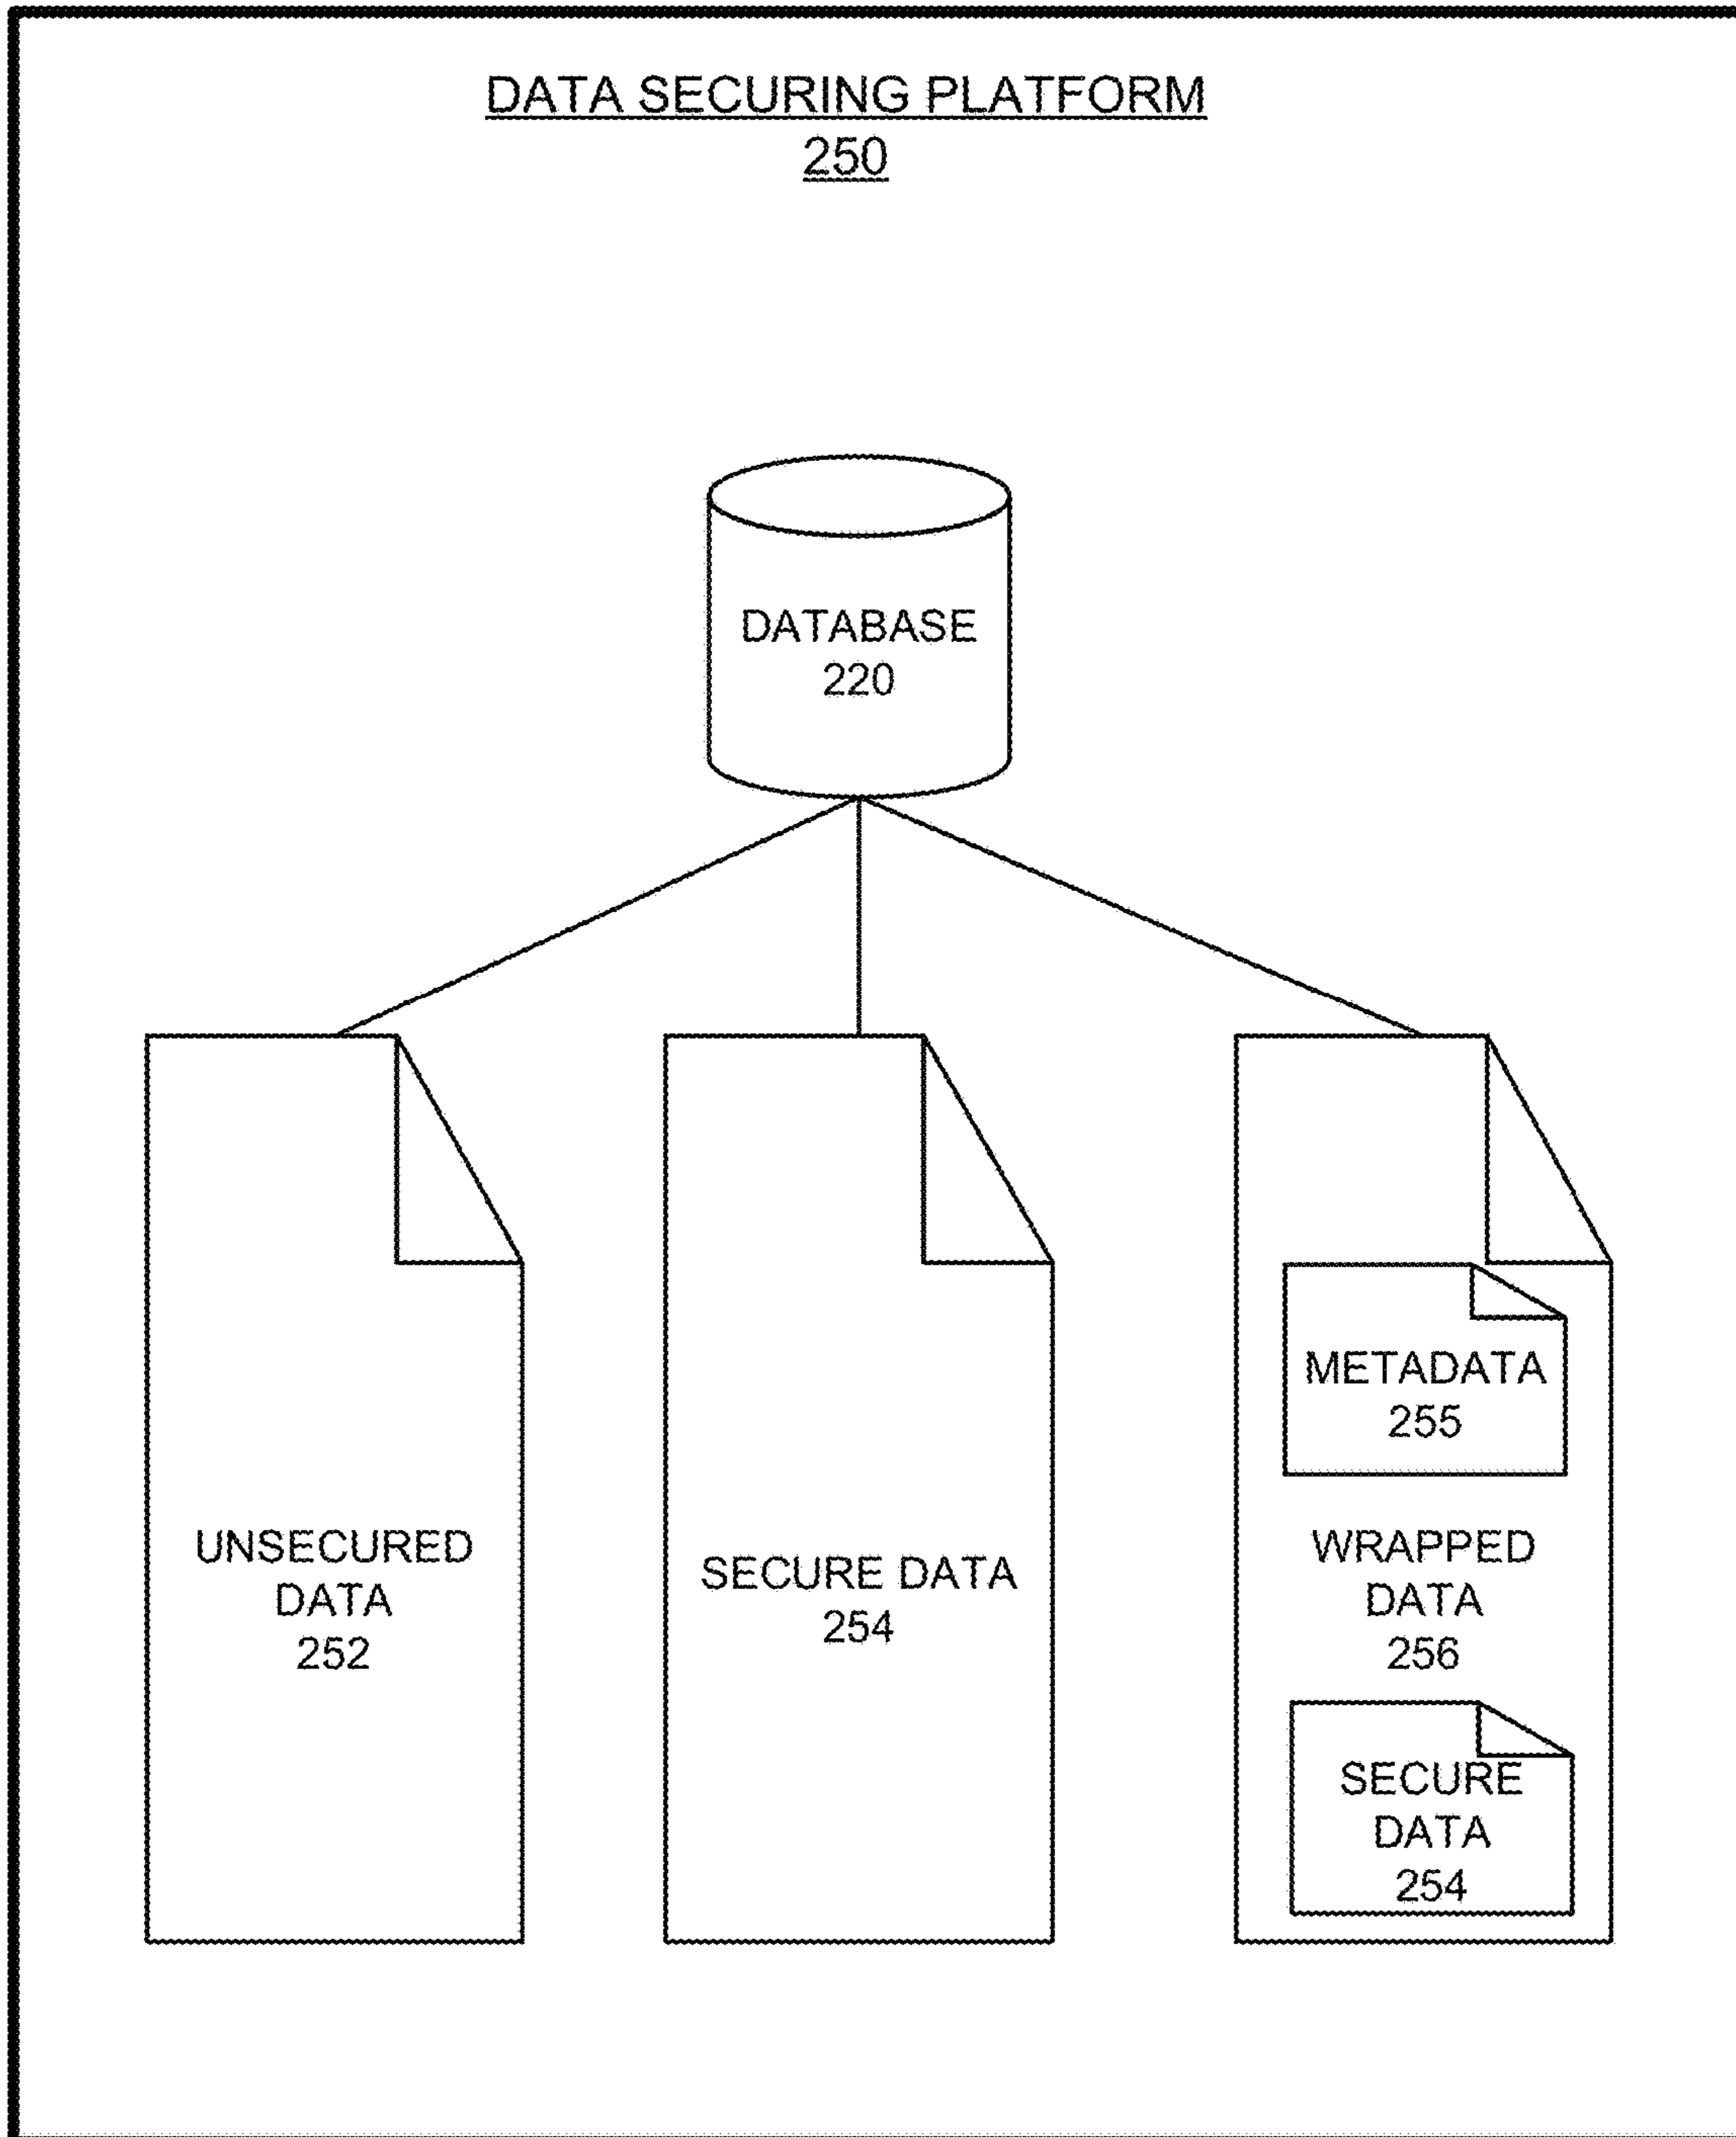 DATA SECURING PLATFORM
250
DATABASE
220
UNSECURED
DATA
252
SECURE DATA
254
METADATA
255
WRAPPED
DATA
256
SECURE
DATA
254